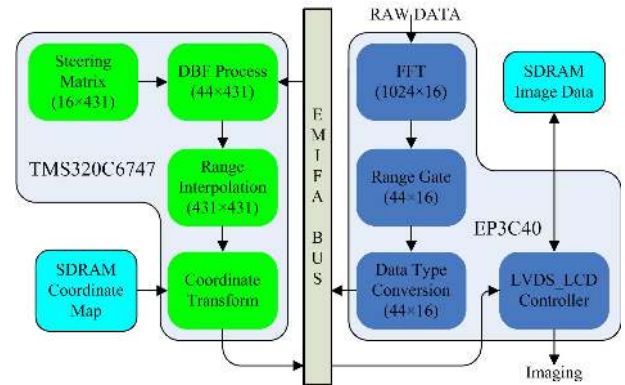 RAW DATA
Steering
Matrix
(16×431)
DBF Process
(44×431)
EMIFA BUS
FFT
(1024×16)
SDRAM
Image Data
TMS320C6747
Range
Interpolation
(431×431)
Range Gate
(44×16)
EP3C40
SDRAM
Coordinate
Map
Coordinate
Transform
Data Type
Conversion
(44×16)
LVDS_LCD
Controller
Imaging